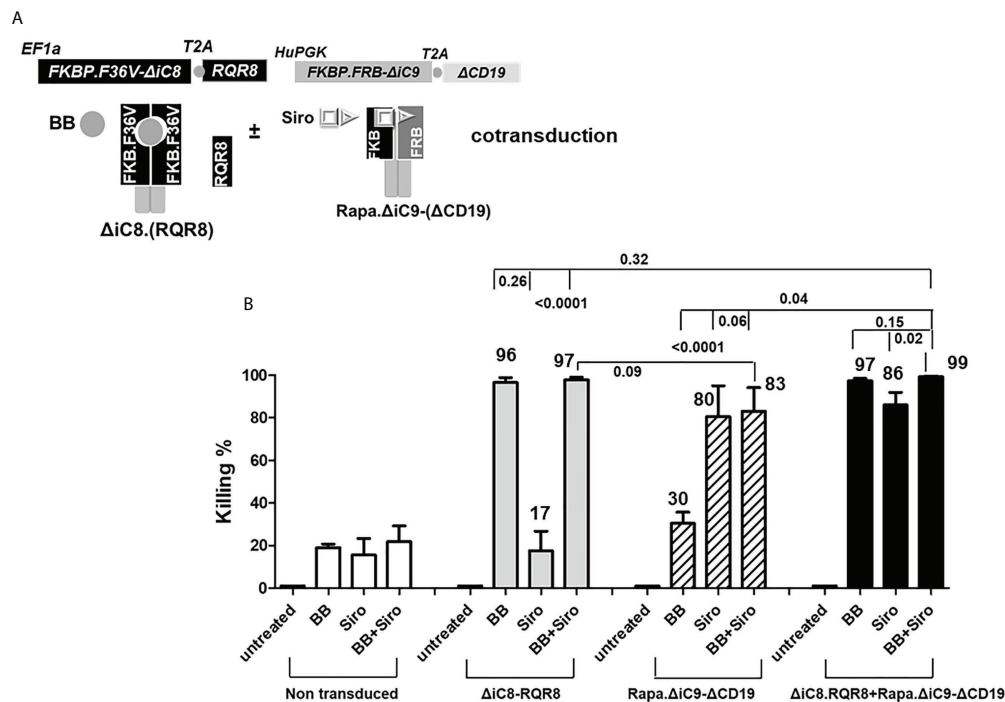 A
EF1a T2A HuPGK T2A
FKBP.F36V-ΔiC8 RQR8 FKBP.FRB-ΔiC9 ΔCD19
BB FKB.F36V FKB.F36V RQR8 ± Siro FKB FRB cotransduction
ΔiC8.(RQR8) Rapa.ΔiC9-(ΔCD19)
B
0.32
0.26
<0.0001
0.04
0.06
0.15
0.02
<0.0001
0.09
96 97 80 83 97 86 99
17 30
Killing %
100
80
60
40
20
0
untreated BB Siro BB+Siro untreated BB Siro BB+Siro untreated BB Siro BB+Siro untreated BB Siro BB+Siro
Non transduced ΔiC8-RQR8 Rapa.ΔiC9-ΔCD19 ΔiC8.RQR8+Rapa.ΔiC9-ΔCD19